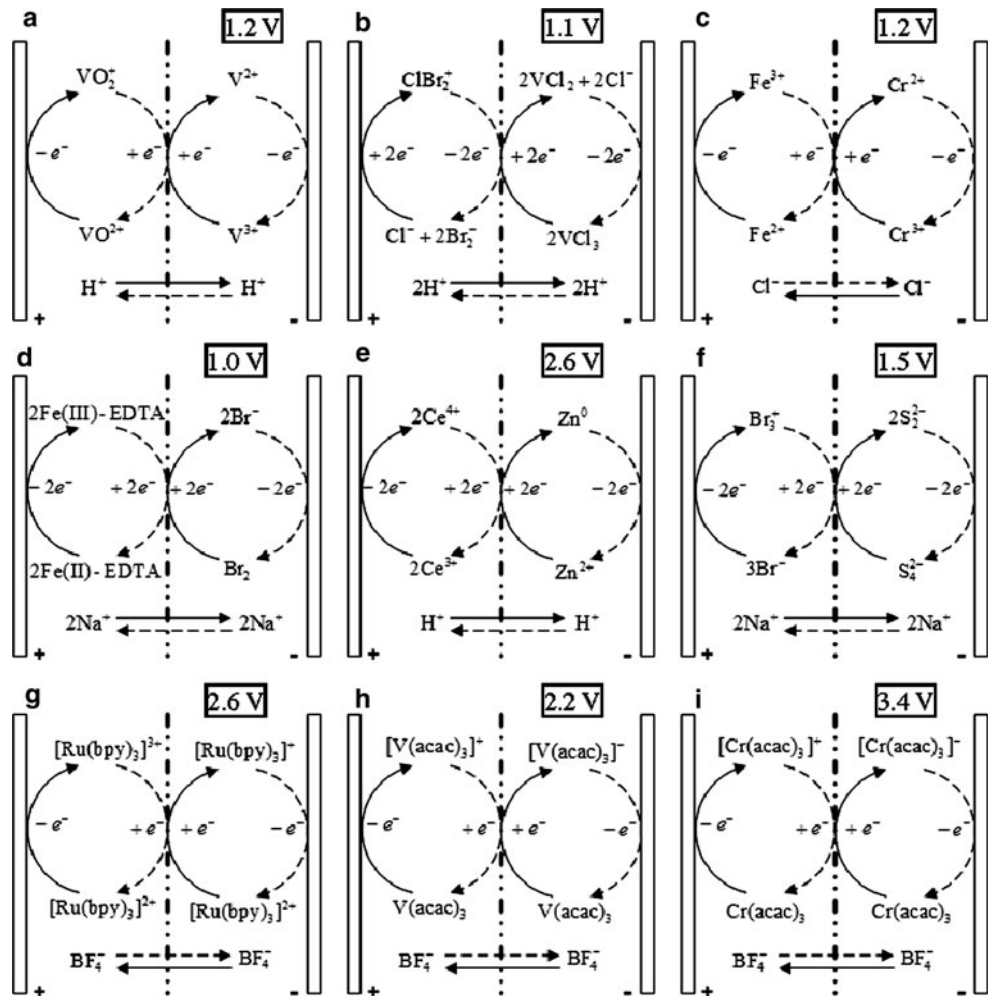 a 1.2 V
VO₂⁺ V²⁺
−e⁻ +e⁻ +e⁻ −e⁻
VO²⁺ V³⁺
H⁺ H⁺
+ -
b 1.1 V
ClBr₂⁺ 2VCl₂ + 2Cl⁻
+2e⁻ −2e⁻ +2e⁻ −2e⁻
Cl⁻ + 2Br₂⁻ 2VCl₃
2H⁺ 2H⁺
+ -
c 1.2 V
Fe³⁺ Cr²⁺
−e⁻ +e⁻ +e⁻ −e⁻
Fe²⁺ Cr³⁺
Cl⁻ Cl⁻
+ -
d 1.0 V
2Fe(III)-EDTA 2Br⁻
−2e⁻ +2e⁻ +2e⁻ −2e⁻
2Fe(II)-EDTA Br₂
2Na⁺ 2Na⁺
+ -
e 2.6 V
2Ce⁴⁺ Zn⁰
−2e⁻ +2e⁻ +2e⁻ −2e⁻
2Ce³⁺ Zn²⁺
H⁺ H⁺
+ -
f 1.5 V
Br₃⁺ 2S₂²⁻
−2e⁻ +2e⁻ +2e⁻ −2e⁻
3Br⁻ S₄²⁻
2Na⁺ 2Na⁺
+ -
g 2.6 V
[Ru(bpy)₃]³⁺ [Ru(bpy)₃]⁺
−e⁻ +e⁻ +e⁻ −e⁻
[Ru(bpy)₃]²⁺ [Ru(bpy)₃]²⁺
BF₄⁻ BF₄⁻
+ -
h 2.2 V
[V(acac)₃]⁺ [V(acac)₃]⁻
−e⁻ +e⁻ +e⁻ −e⁻
V(acac)₃ V(acac)₃
BF₄⁻ BF₄⁻
+ -
i 3.4 V
[Cr(acac)₃]⁺ [Cr(acac)₃]⁻
−e⁻ +e⁻ +e⁻ −e⁻
Cr(acac)₃ Cr(acac)₃
BF₄⁻ BF₄⁻
+ -